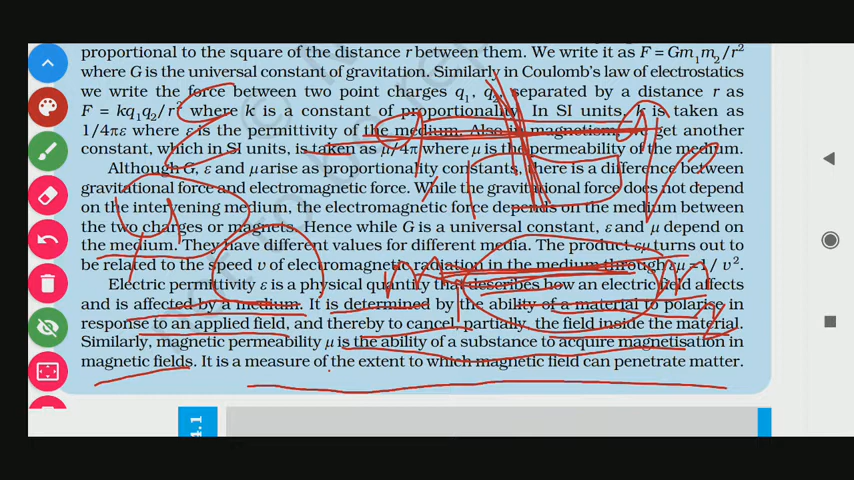 proportional to the square of the distance r between them. We write it as F = Gm₁m₂/r²
where G is the universal constant of gravitation. Similarly in Coulomb's law of electrostatics
we write the force between two point charges q₁, q₂, separated by a distance r as
F = kq₁q₂/r² where k is a constant of proportionality. In SI units, k is taken as
1/4πε where ε is the permittivity of the medium. Also in magnetism, we get another
constant, which in SI units, is taken as μ/4π where μ is the permeability of the medium.
Although G, ε and μ arise as proportionality constants, there is a difference between
gravitational force and electromagnetic force. While the gravitational force does not depend
on the intervening medium, the electromagnetic force depends on the medium between
the two charges or magnets. Hence while G is a universal constant, ε and μ depend on
the medium. They have different values for different media. The product εμ turns out to
be related to the speed υ of electromagnetic radiation in the medium through εμ =1/ υ².
Electric permittivity ε is a physical quantity that describes how an electric field affects
and is affected by a medium. It is determined by the ability of a material to polarise in
response to an applied field, and thereby to cancel, partially, the field inside the material.
Similarly, magnetic permeability μ is the ability of a substance to acquire magnetisation in
magnetic fields. It is a measure of the extent to which magnetic field can penetrate matter.
4.1